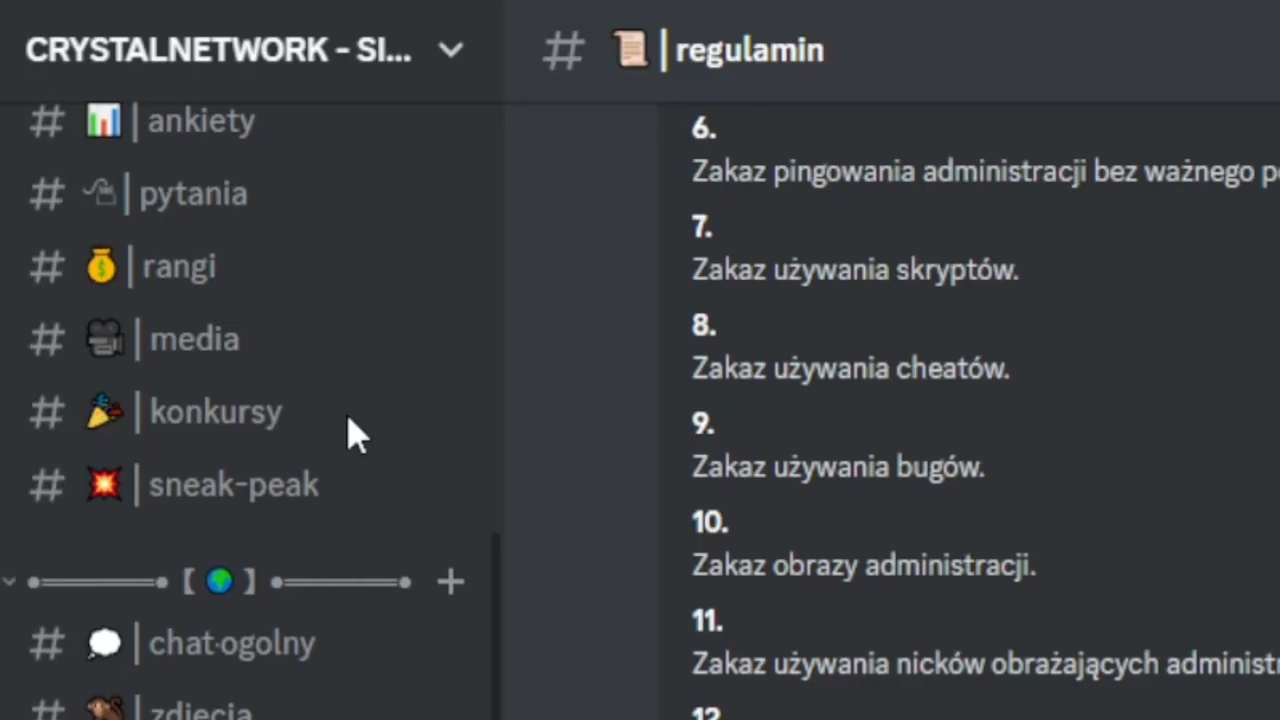 CRYSTALNETWORK - SI...
# 📜 | regulamin
# 📊 | ankiety
# 🖱 | pytania
# 💰 | rangi
# 🎥 | media
# 🎉 | konkursy
# 💥 | sneak-peak
[ 🌍 ] +
# 💭 | chat·ogolny
# 🐒 | zdjęcia
6.
Zakaz pingowania administracji bez ważnego
7.
Zakaz używania skryptów.
8.
Zakaz używania cheatów.
9.
Zakaz używania bugów.
10.
Zakaz obrazy administracji.
11.
Zakaz używania nicków obrażających
12.